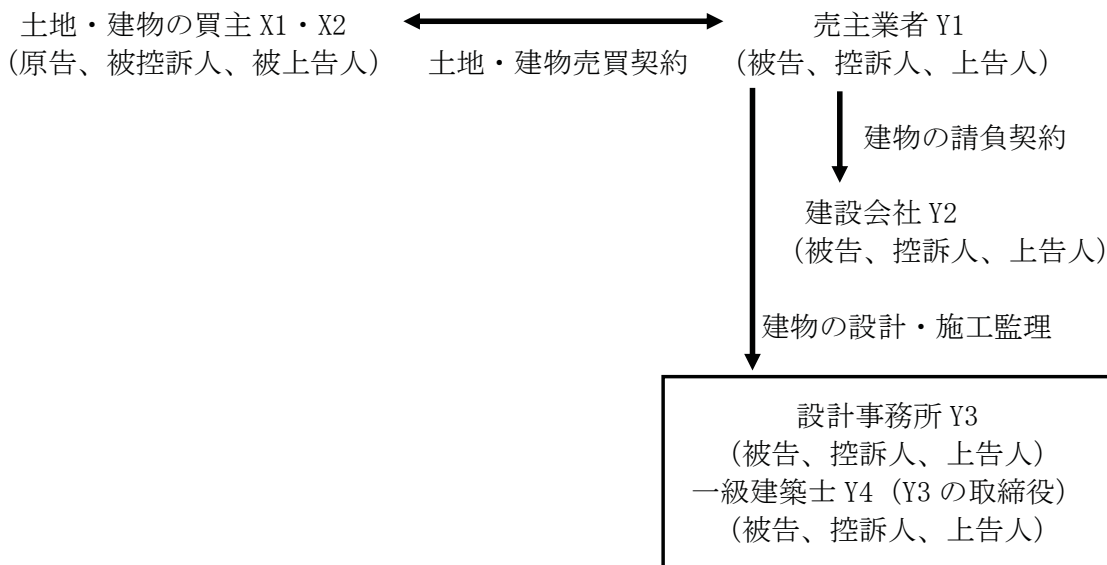 土地・建物の買主 X1・X2
(原告、被控訴人、被上告人)
土地・建物売買契約
売主業者 Y1
(被告、控訴人、上告人)
建物の請負契約
建設会社 Y2
(被告、控訴人、上告人)
建物の設計・施工監理
設計事務所 Y3
(被告、控訴人、上告人)
一級建築士 Y4 (Y3 の取締役)
(被告、控訴人、上告人)